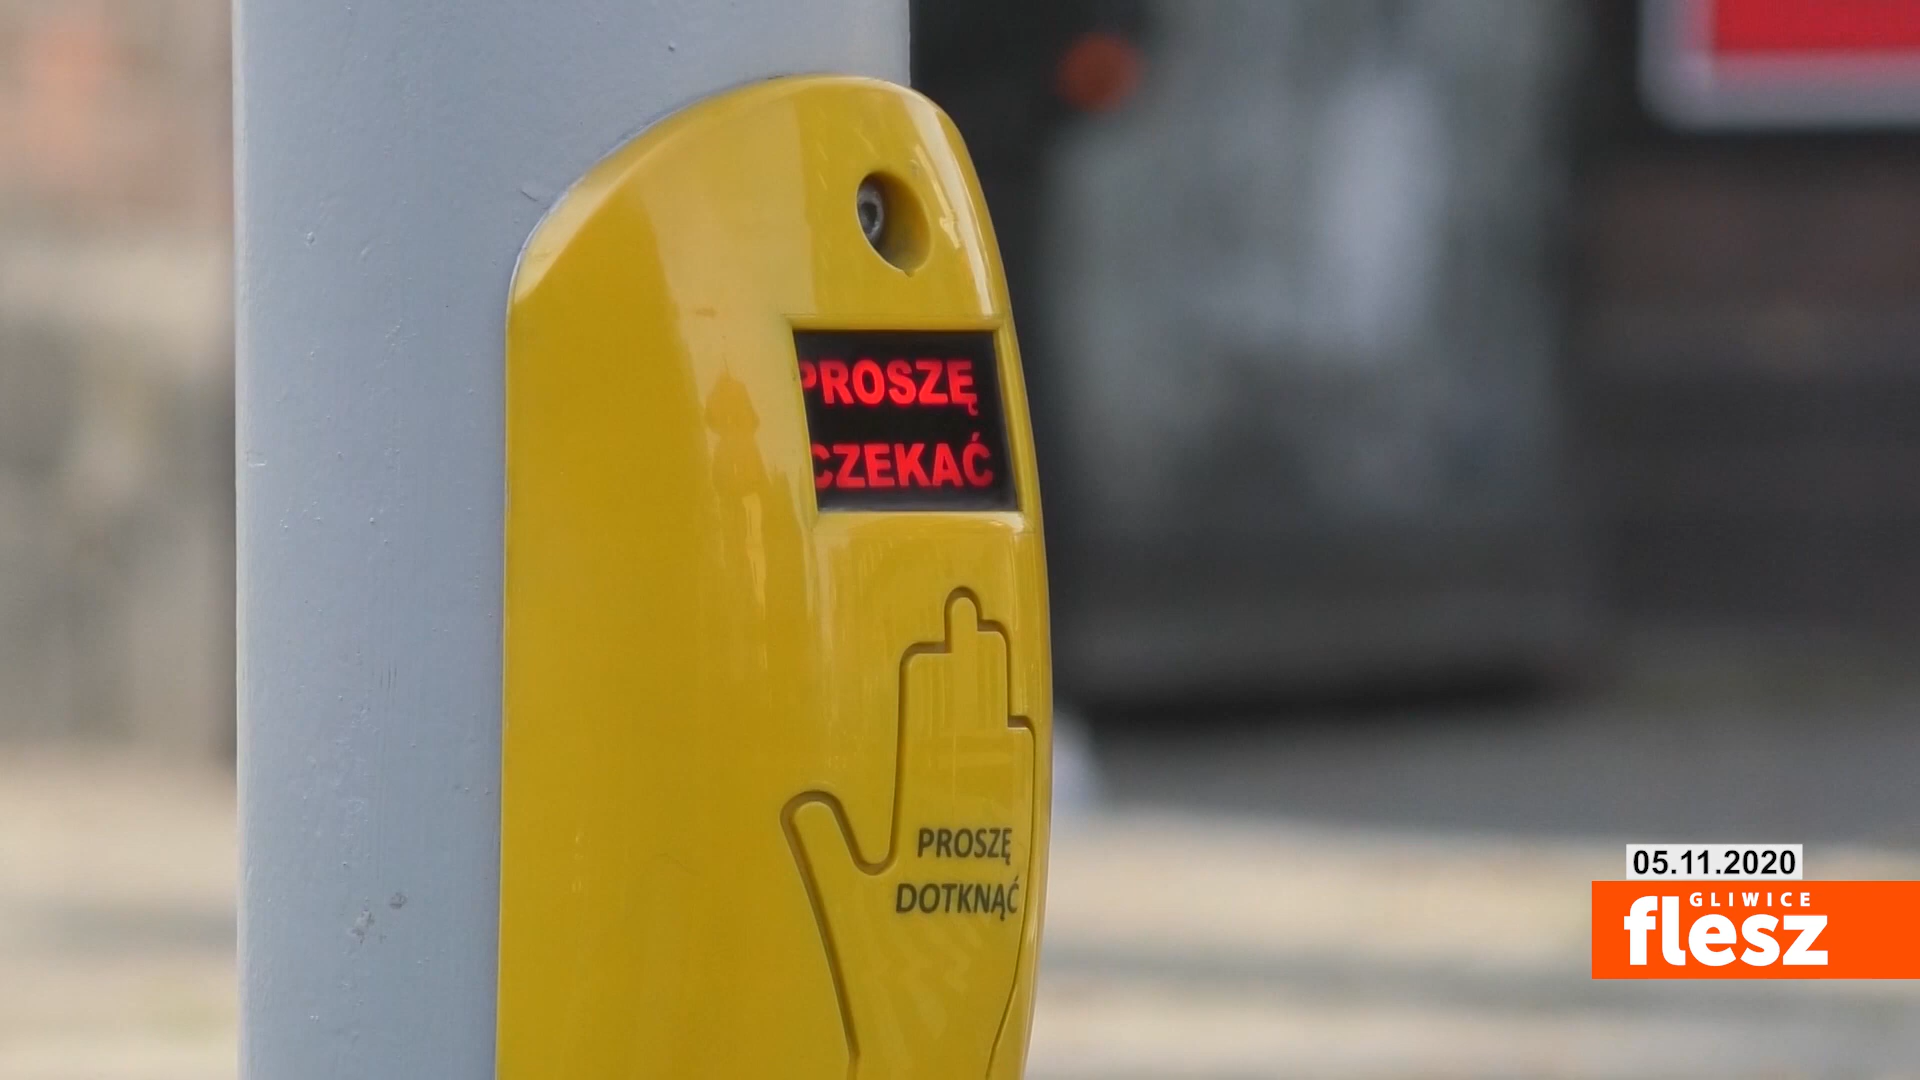 PROSZĘ
CZEKAĆ
PROSZĘ
DOTKNĄĆ
05.11.2020
GLIWICE
flesz